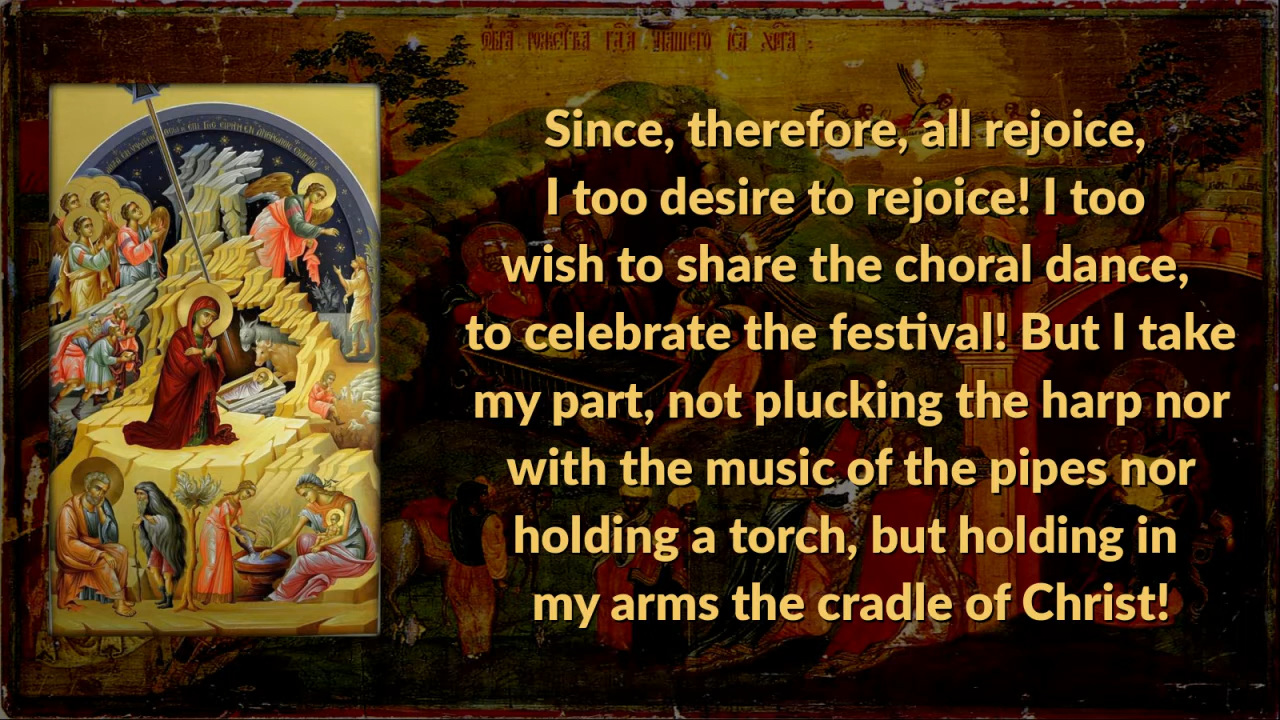 Since, therefore, all rejoice,
I too desire to rejoice! I too
wish to share the choral dance,
to celebrate the festival! But I take
my part, not plucking the harp nor
with the music of the pipes nor
holding a torch, but holding in
my arms the cradle of Christ!